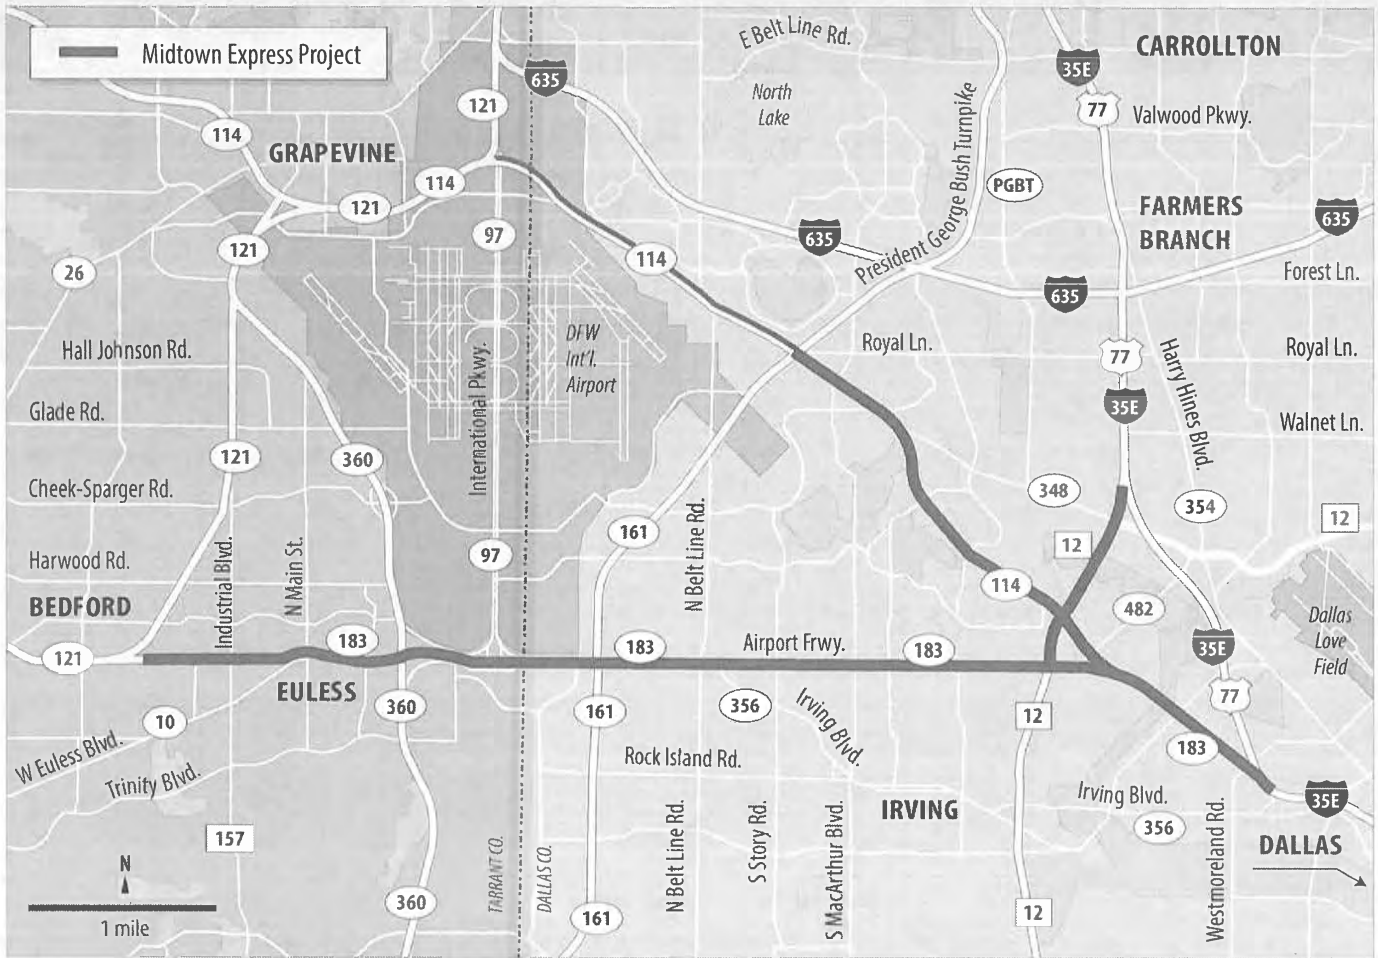 Midtown Express Project
E Belt Line Rd.
CARROLLTON
35E
635
121
North
Lake
77
Valwood Pkwy.
114
GRAPEVINE
President George Bush Turnpike
PGBT
114
121
FARMERS
BRANCH
635
97
635
121
114
26
Forest Ln.
635
Hall Johnson Rd.
DFW
Int'l.
Airport
Royal Ln.
77
Harry Hines Blvd.
Royal Ln.
International Pkwy.
Glade Rd.
35E
Walnet Ln.
121
360
Cheek-Sparger Rd.
348
354
12
161
N Belt Line Rd.
12
97
Harwood Rd.
Industrial Blvd.
N Main St.
114
BEDFORD
482
Dallas
Love
Field
183
183
Airport Frwy.
183
35E
121
EULESS
77
10
360
161
356
Irving Blvd.
12
W Euless Blvd.
183
Rock Island Rd.
Trinity Blvd.
Irving Blvd.
35E
IRVING
356
157
N Belt Line Rd.
S Story Rd.
S MacArthur Blvd.
Westmoreland Rd.
DALLAS
N
TARRANT CO.
DALLAS CO.
360
161
12
1 mile